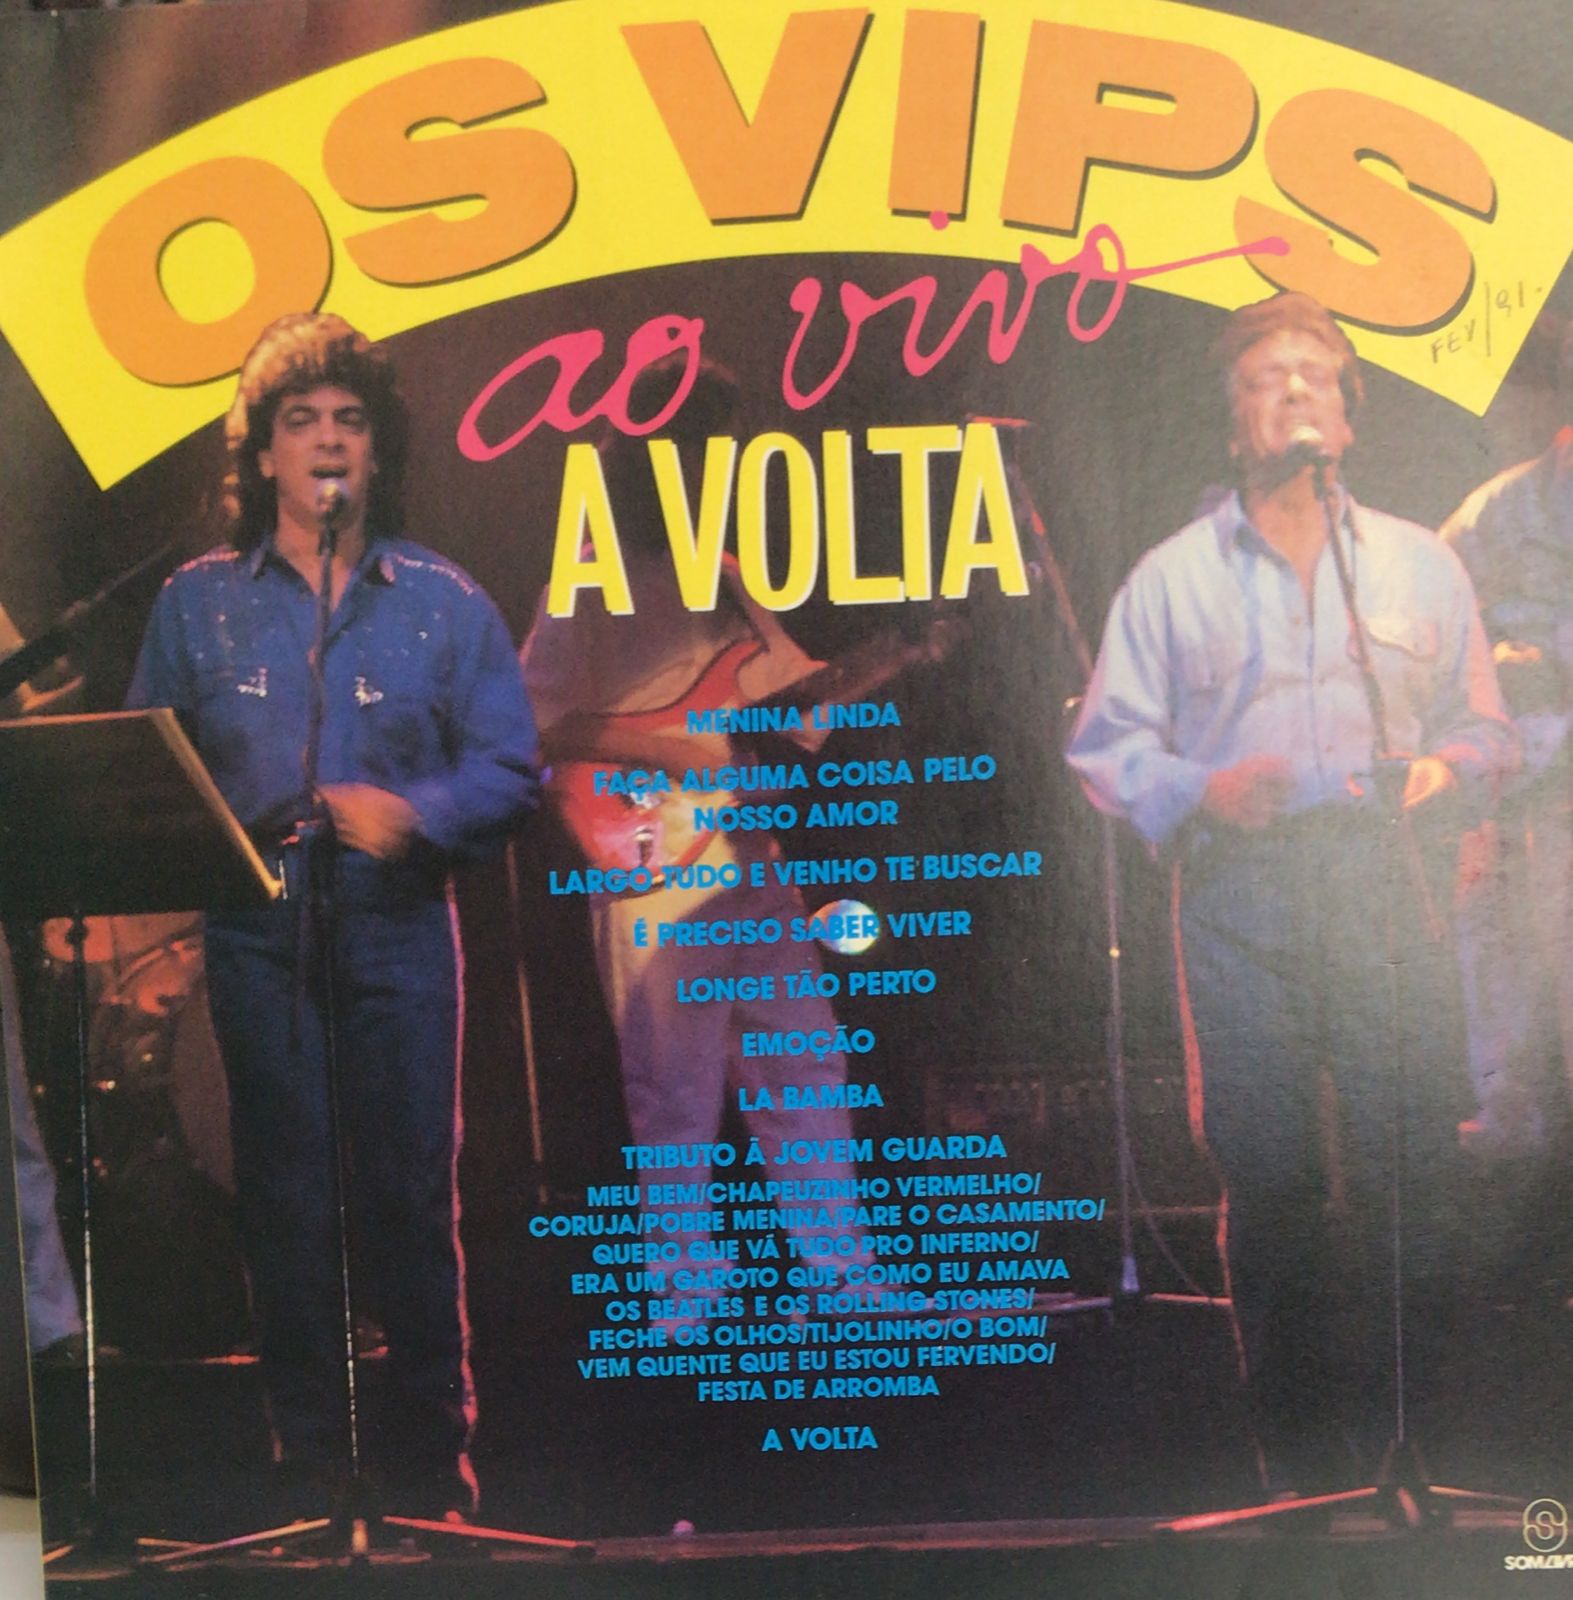 OS VIPS
ao vivo
FEV/91.
A VOLTA
MENINA LINDA
FAÇA ALGUMA COISA PELO
NOSSO AMOR
LARGO TUDO E VENHO TE BUSCAR
É PRECISO SABER VIVER
LONGE TÃO PERTO
EMOÇÃO
LA BAMBA
TRIBUTO À JOVEM GUARDA
MEU BEM/CHAPEUZINHO VERMELHO/
CORUJA/POBRE MENINA/PARE O CASAMENTO/
QUERO QUE VÁ TUDO PRO INFERNO/
ERA UM GAROTO QUE COMO EU AMAVA
OS BEATLES E OS ROLLING STONES/
FECHE OS OLHOS/TIJOLINHO/O BOM/
VEM QUENTE QUE EU ESTOU FERVENDO/
FESTA DE ARROMBA
A VOLTA